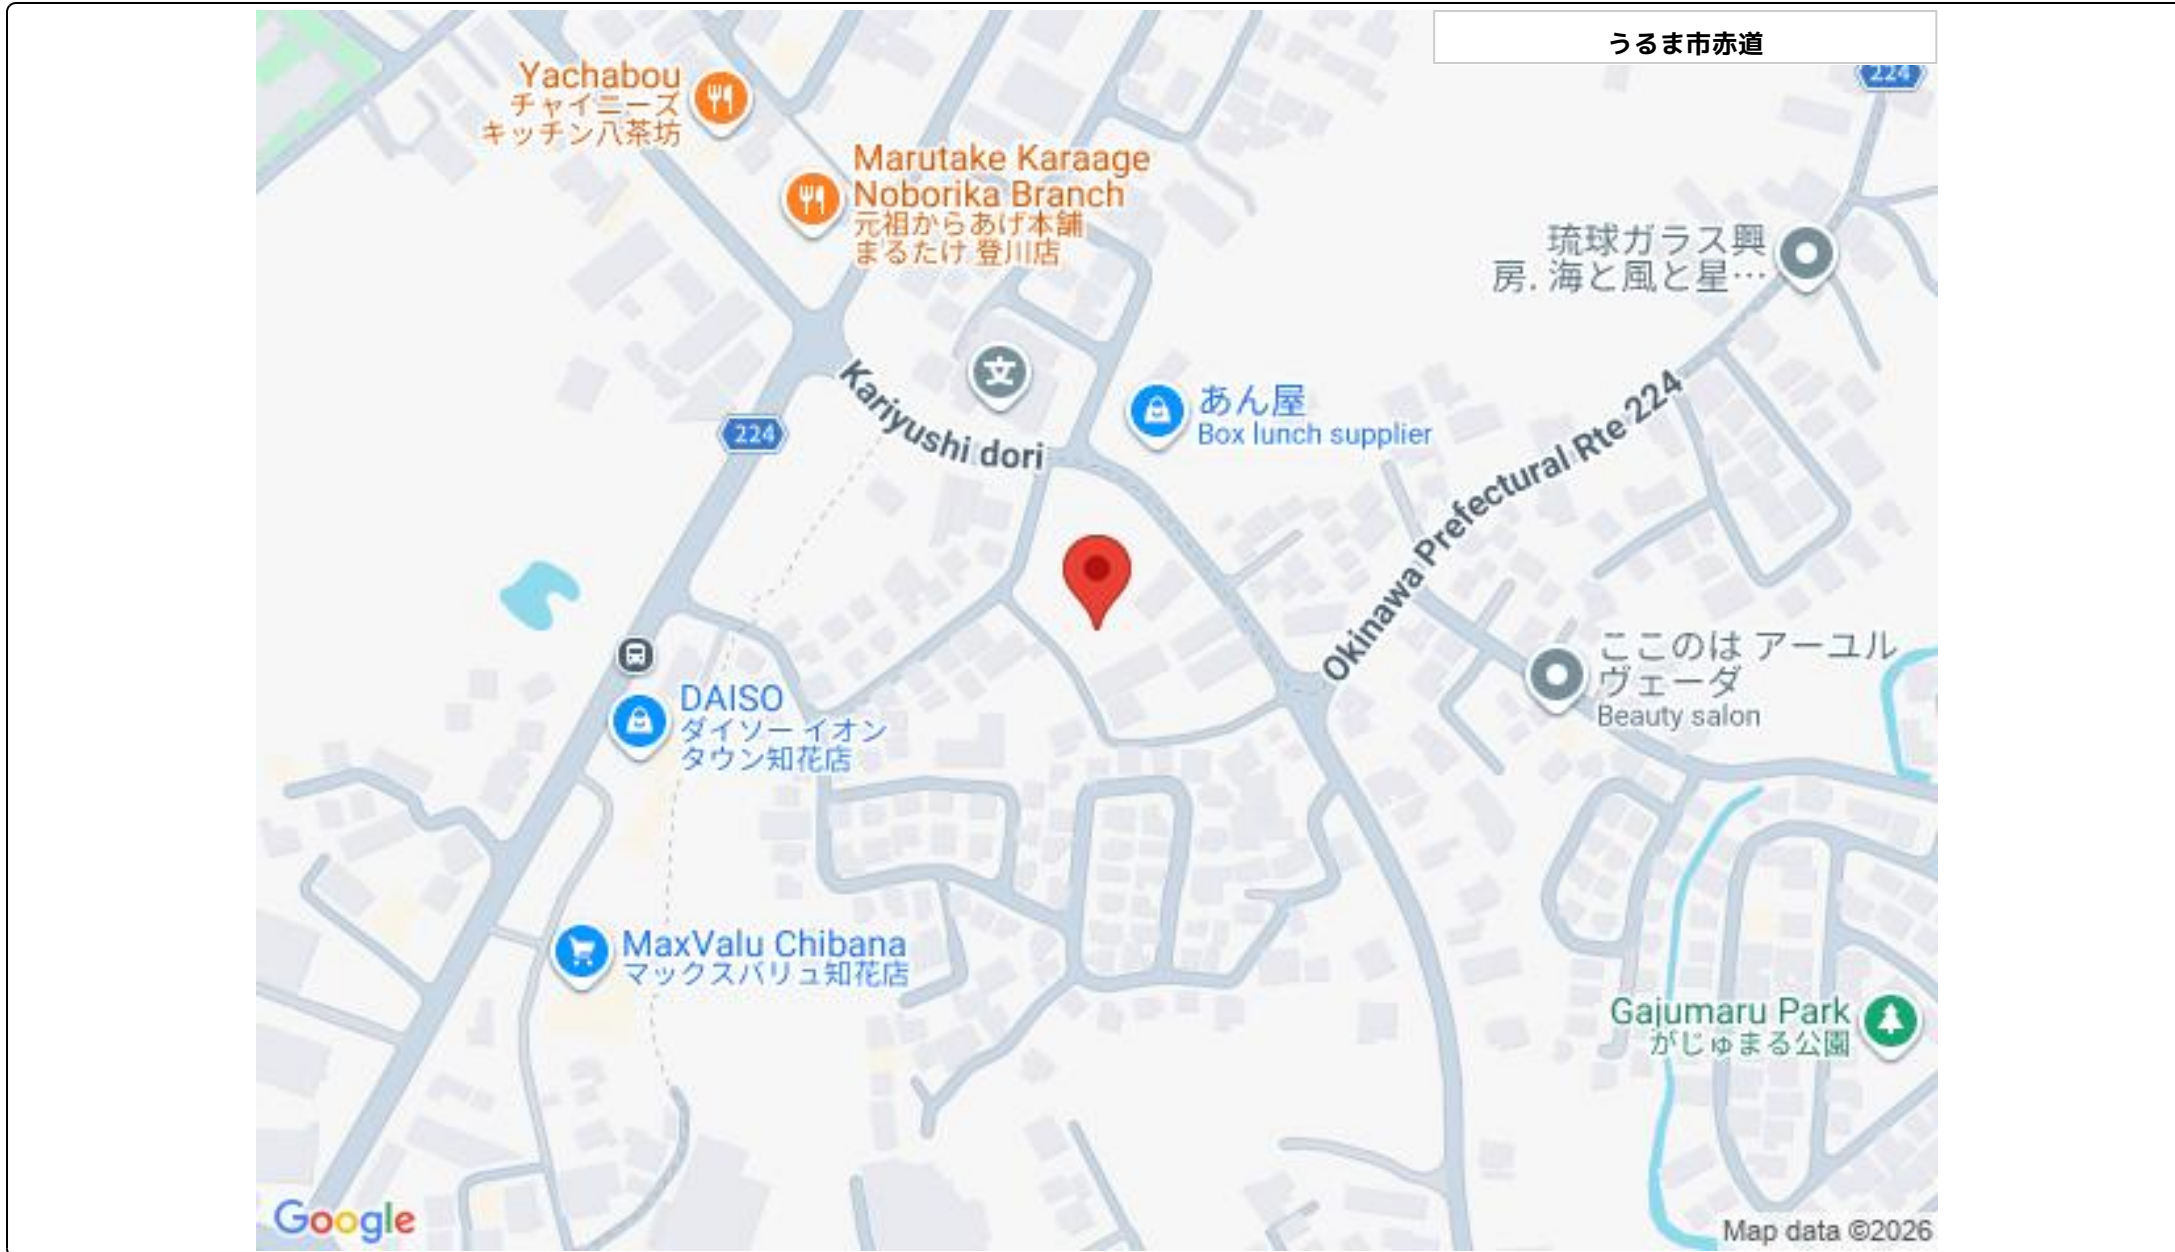 うるま市赤道
224
Yachabou
チャイニーズ
キッチン八茶坊
Marutake Karaage
Noborika Branch
元祖からあげ本舗
まるたけ 登川店
琉球ガラス興
房. 海と風と星…
文
Kariyushi dori
224
あん屋
Box lunch supplier
Okinawa Prefectural Rte 224
ここのは アーユル
ヴェーダ
Beauty salon
DAISO
ダイソー イオン
タウン知花店
MaxValu Chibana
マックスバリュ知花店
Gajumaru Park
がじゅまる公園
Google
Map data ©2026